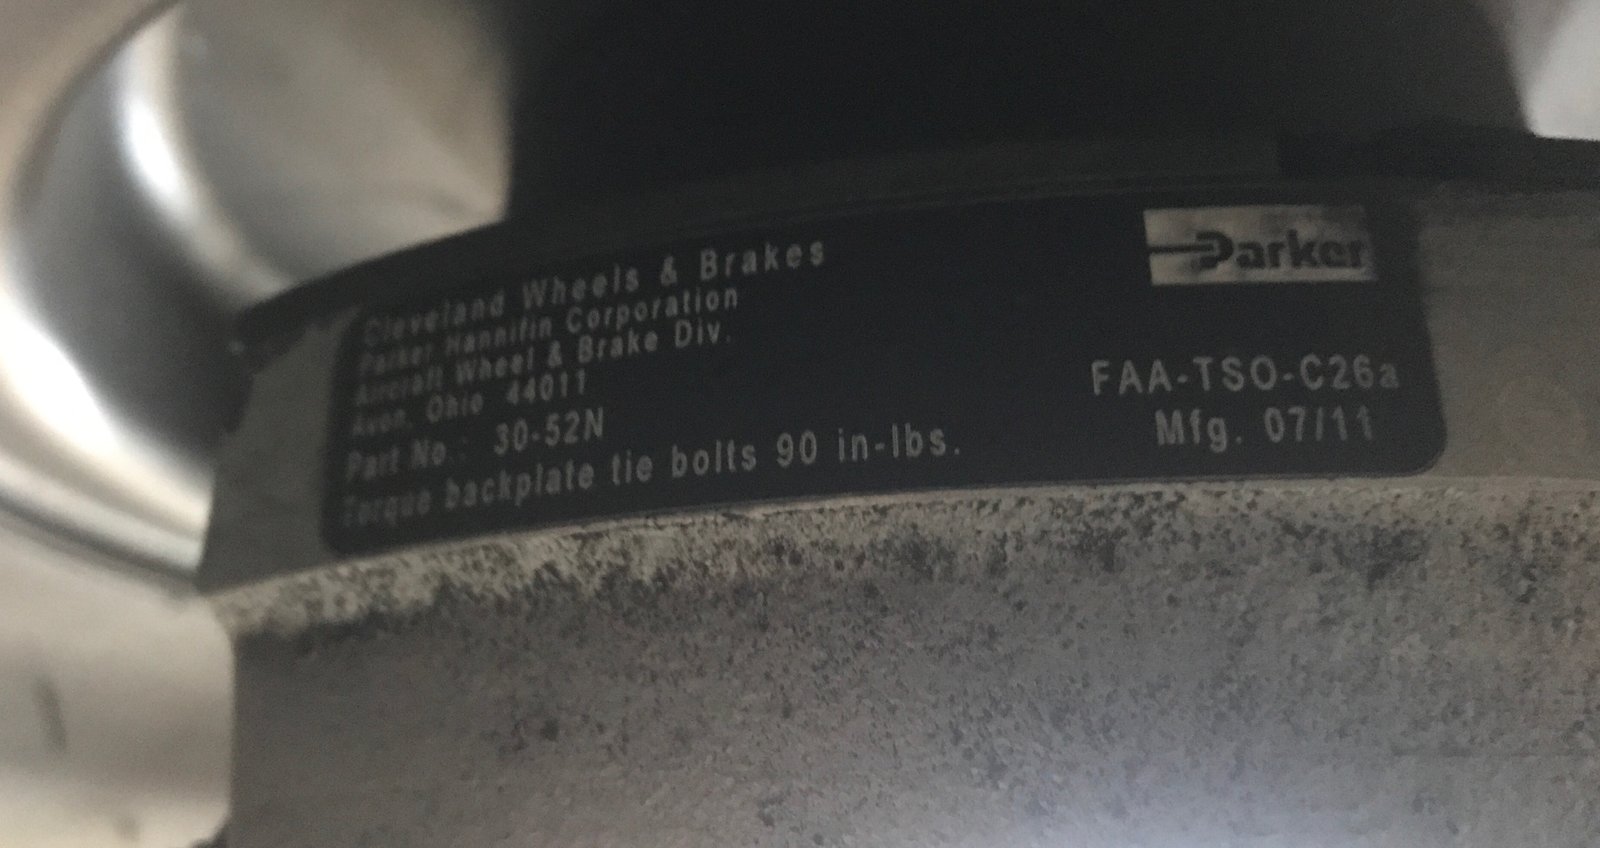 Cleveland Wheels & Brakes
Parker Hannifin Corporation
Aircraft Wheel & Brake Div.
Avon, Ohio 44011
Part No.: 30-52N
Torque backplate tie bolts 90 in-lbs.
Parker
FAA-TSO-C26a
Mfg. 07/11